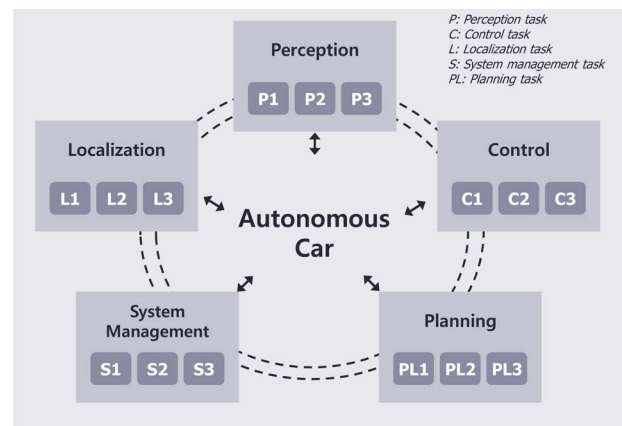 P: Perception task
C: Control task
L: Localization task
S: System management task
PL: Planning task
Perception
P1 P2 P3
Localization
L1 L2 L3
Control
C1 C2 C3
Autonomous
Car
System
Management
S1 S2 S3
Planning
PL1 PL2 PL3